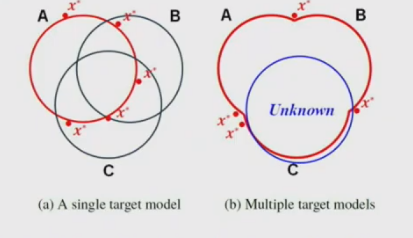 A x* x* B
x*
x* x*
C
(a) A single target model
A x* B
Unknown
x* x*
x*
C
(b) Multiple target models